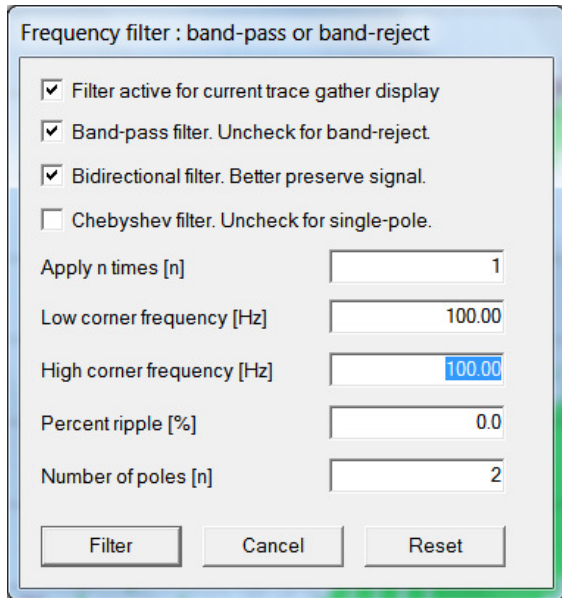 Frequency filter : band-pass or band-reject
Filter active for current trace gather display
Band-pass filter. Uncheck for band-reject.
Bidirectional filter. Better preserve signal.
Chebyshev filter. Uncheck for single-pole.
Apply n times [n] 1
Low corner frequency [Hz] 100.00
High corner frequency [Hz] 100.00
Percent ripple [%] 0.0
Number of poles [n] 2
Filter Cancel Reset